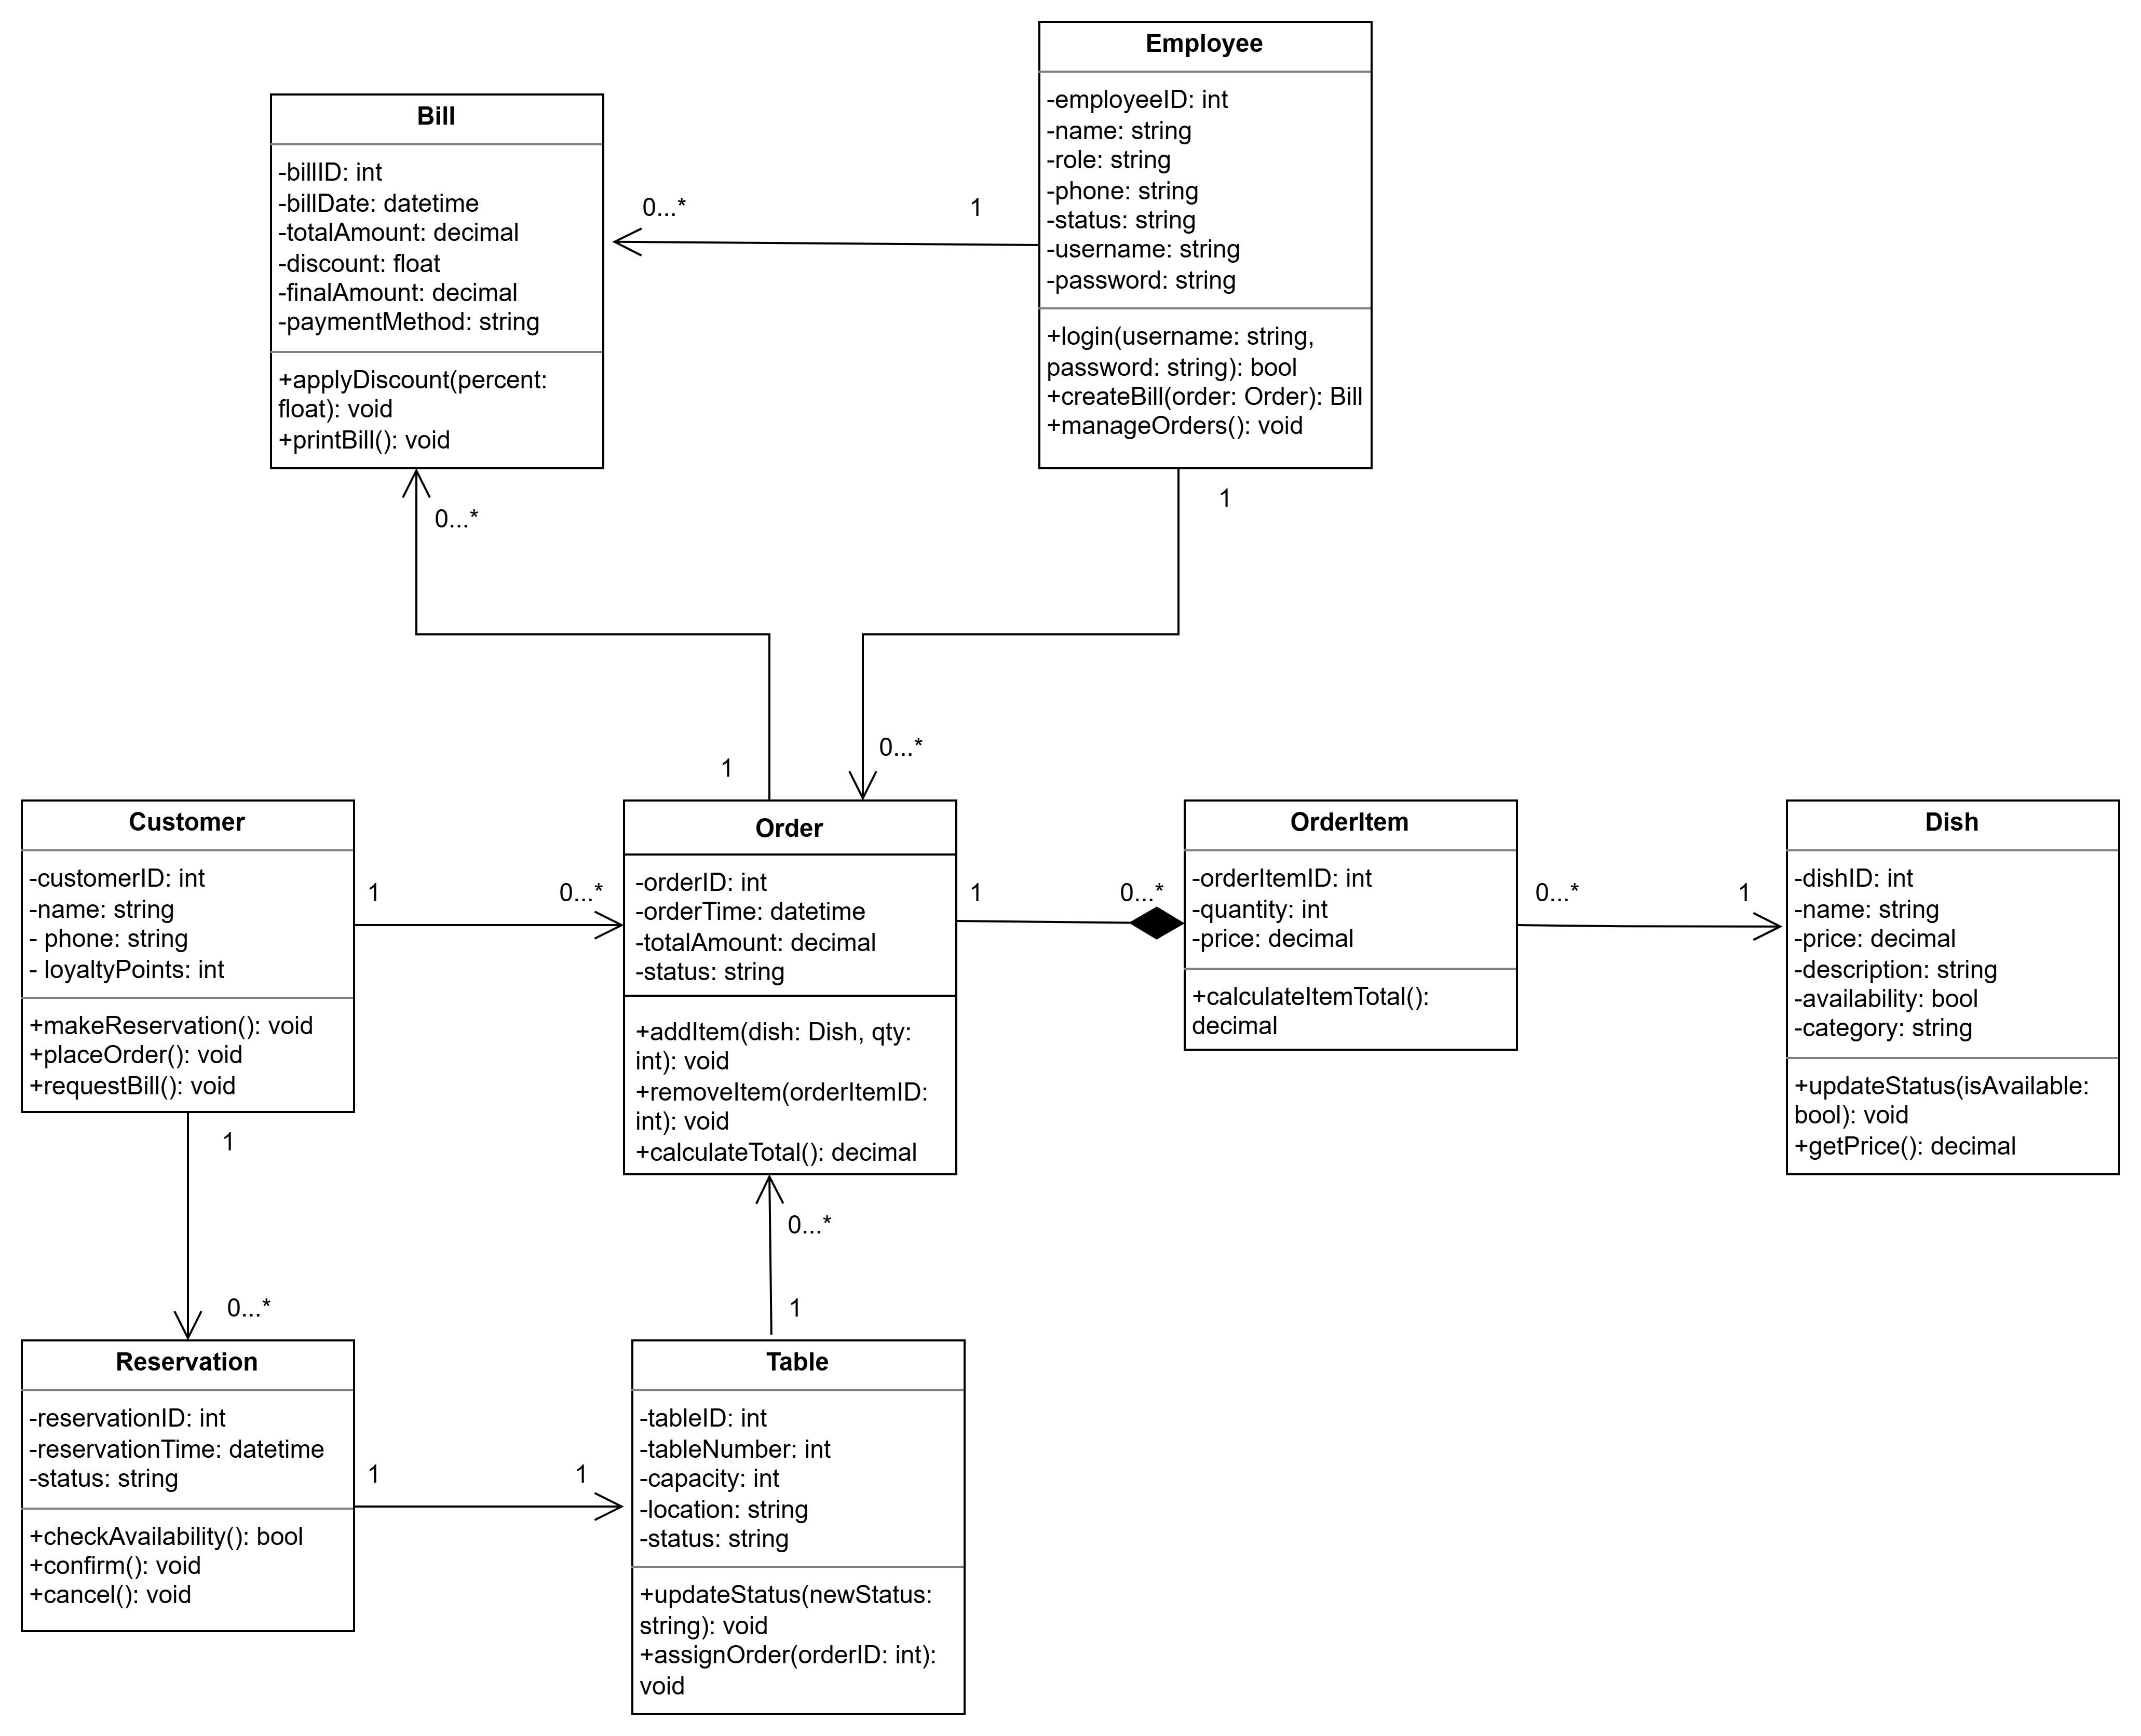 Employee
-employeeID: int
-name: string
-role: string
-phone: string
-status: string
-username: string
-password: string
+login(username: string,
password: string): bool
+createBill(order: Order): Bill
+manageOrders(): void
Bill
-billID: int
-billDate: datetime
-totalAmount: decimal
-discount: float
-finalAmount: decimal
-paymentMethod: string
+applyDiscount(percent:
float): void
+printBill(): void
0...*
1
0...*
1
1
0...*
Customer
-customerID: int
-name: string
- phone: string
- loyaltyPoints: int
+makeReservation(): void
+placeOrder(): void
+requestBill(): void
1
0...*
Order
-orderID: int
-orderTime: datetime
-totalAmount: decimal
-status: string
+addItem(dish: Dish, qty:
int): void
+removeItem(orderItemID:
int): void
+calculateTotal(): decimal
1
0...*
OrderItem
-orderItemID: int
-quantity: int
-price: decimal
+calculateItemTotal():
decimal
0...*
1
Dish
-dishID: int
-name: string
-price: decimal
-description: string
-availability: bool
-category: string
+updateStatus(isAvailable:
bool): void
+getPrice(): decimal
1
0...*
0...*
1
Reservation
-reservationID: int
-reservationTime: datetime
-status: string
+checkAvailability(): bool
+confirm(): void
+cancel(): void
1
1
Table
-tableID: int
-tableNumber: int
-capacity: int
-location: string
-status: string
+updateStatus(newStatus:
string): void
+assignOrder(orderID: int):
void